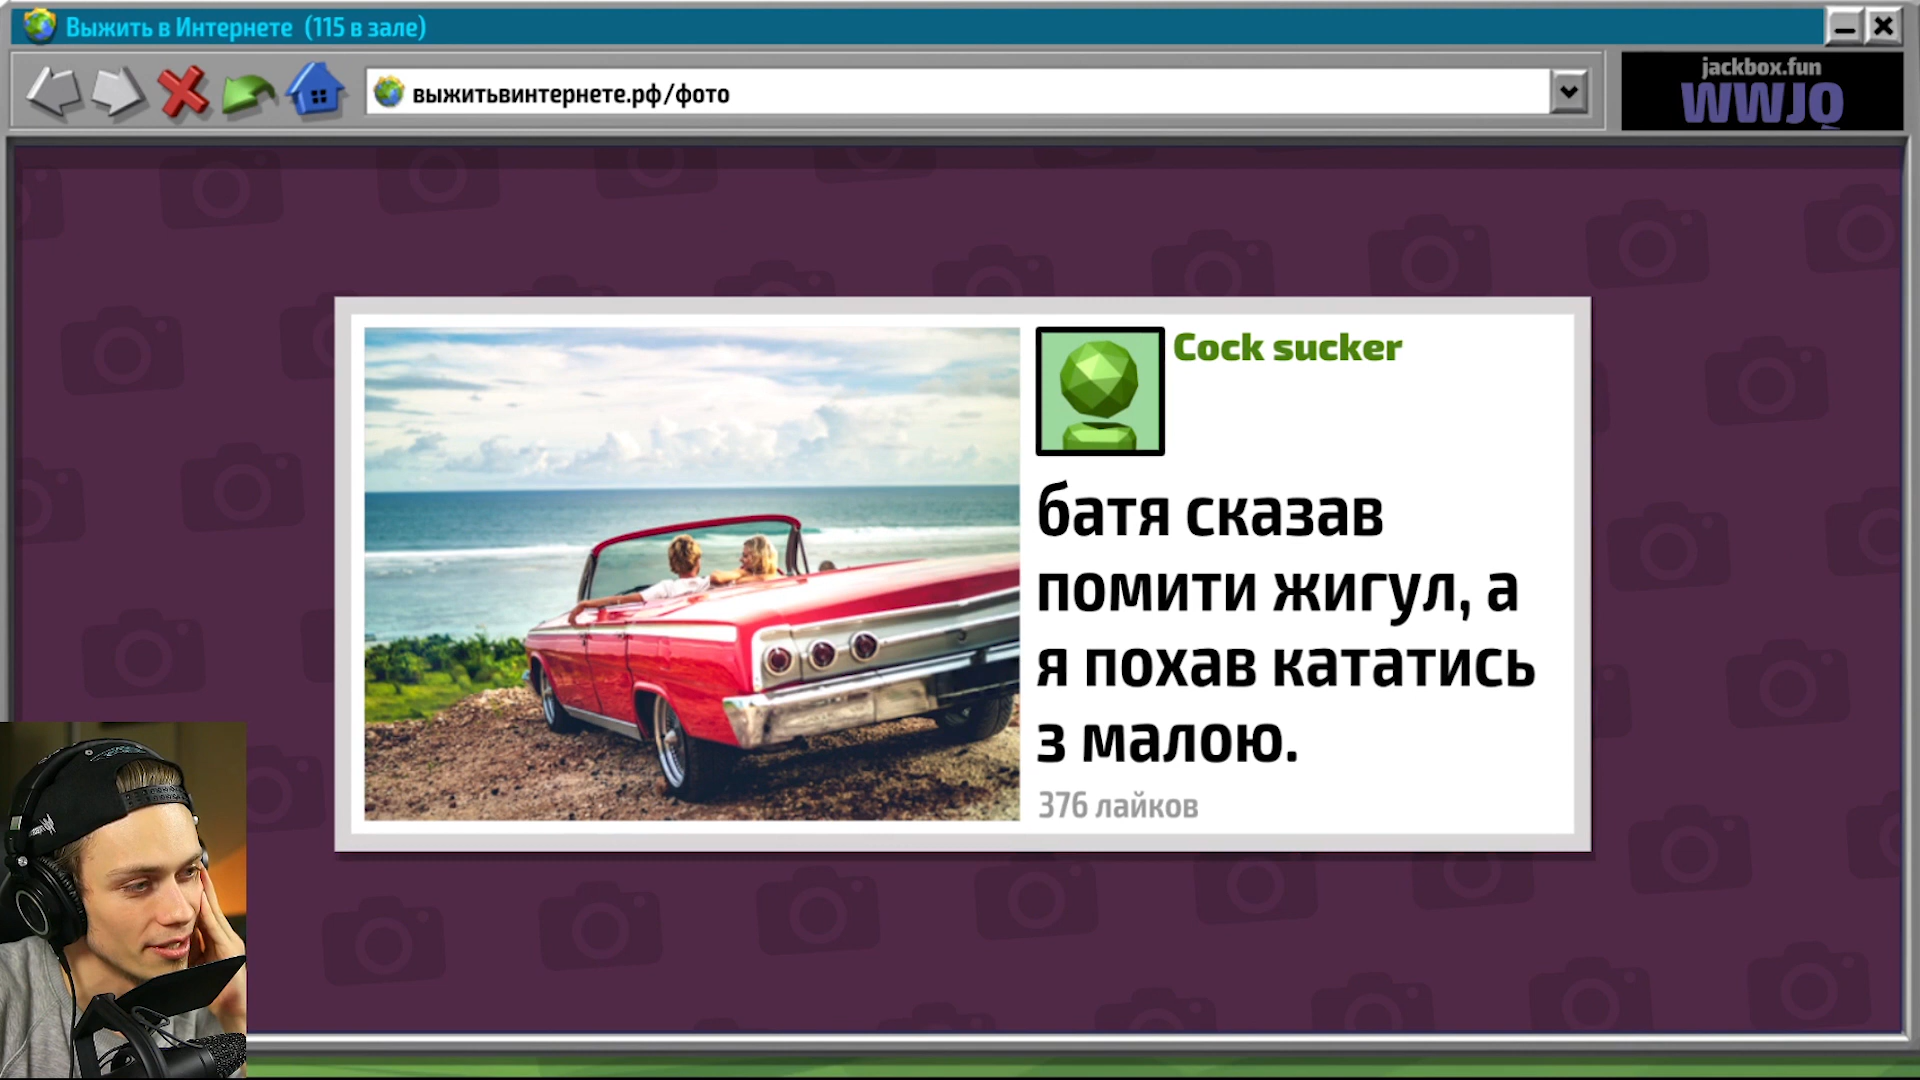 Выжить в Интернете (115 в зале)
выжитьвинтернете.рф/фото
jackbox.fun
WWJQ
Cock sucker
батя сказав
помити жигул, а
я похав кататись
з малою.
376 лайков